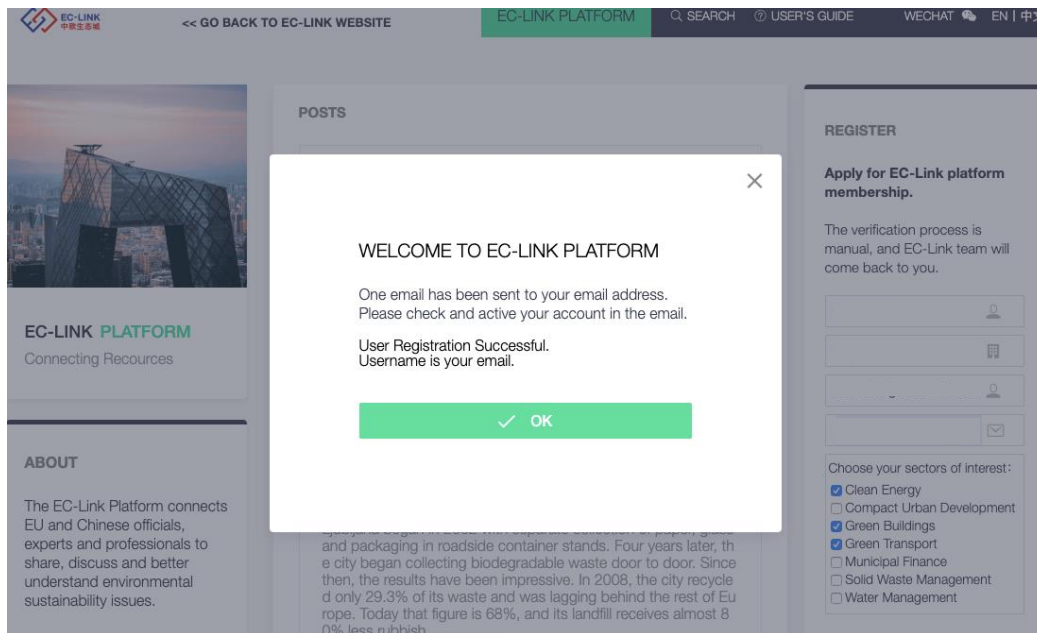 EC-LINK
中欧生态城
<< GO BACK TO EC-LINK WEBSITE
EC-LINK PLATFORM
SEARCH
USER'S GUIDE
WECHAT
EN | 中文
EC-LINK PLATFORM
Connecting Recources
ABOUT
The EC-Link Platform connects
EU and Chinese officials,
experts and professionals to
share, discuss and better
understand environmental
sustainability issues.
POSTS
WELCOME TO EC-LINK PLATFORM
One email has been sent to your email address.
Please check and active your account in the email.
User Registration Successful.
Username is your email.
OK
and packaging in roadside container stands. Four years later, th
e city began collecting biodegradable waste door to door. Since
then, the results have been impressive. In 2008, the city recycle
d only 29.3% of its waste and was lagging behind the rest of Eu
rope. Today that figure is 68%, and its landfill receives almost 8
0% less rubbish
REGISTER
Apply for EC-Link platform
membership.
The verification process is
manual, and EC-Link team will
come back to you.
Choose your sectors of interest:
Clean Energy
Compact Urban Development
Green Buildings
Green Transport
Municipal Finance
Solid Waste Management
Water Management